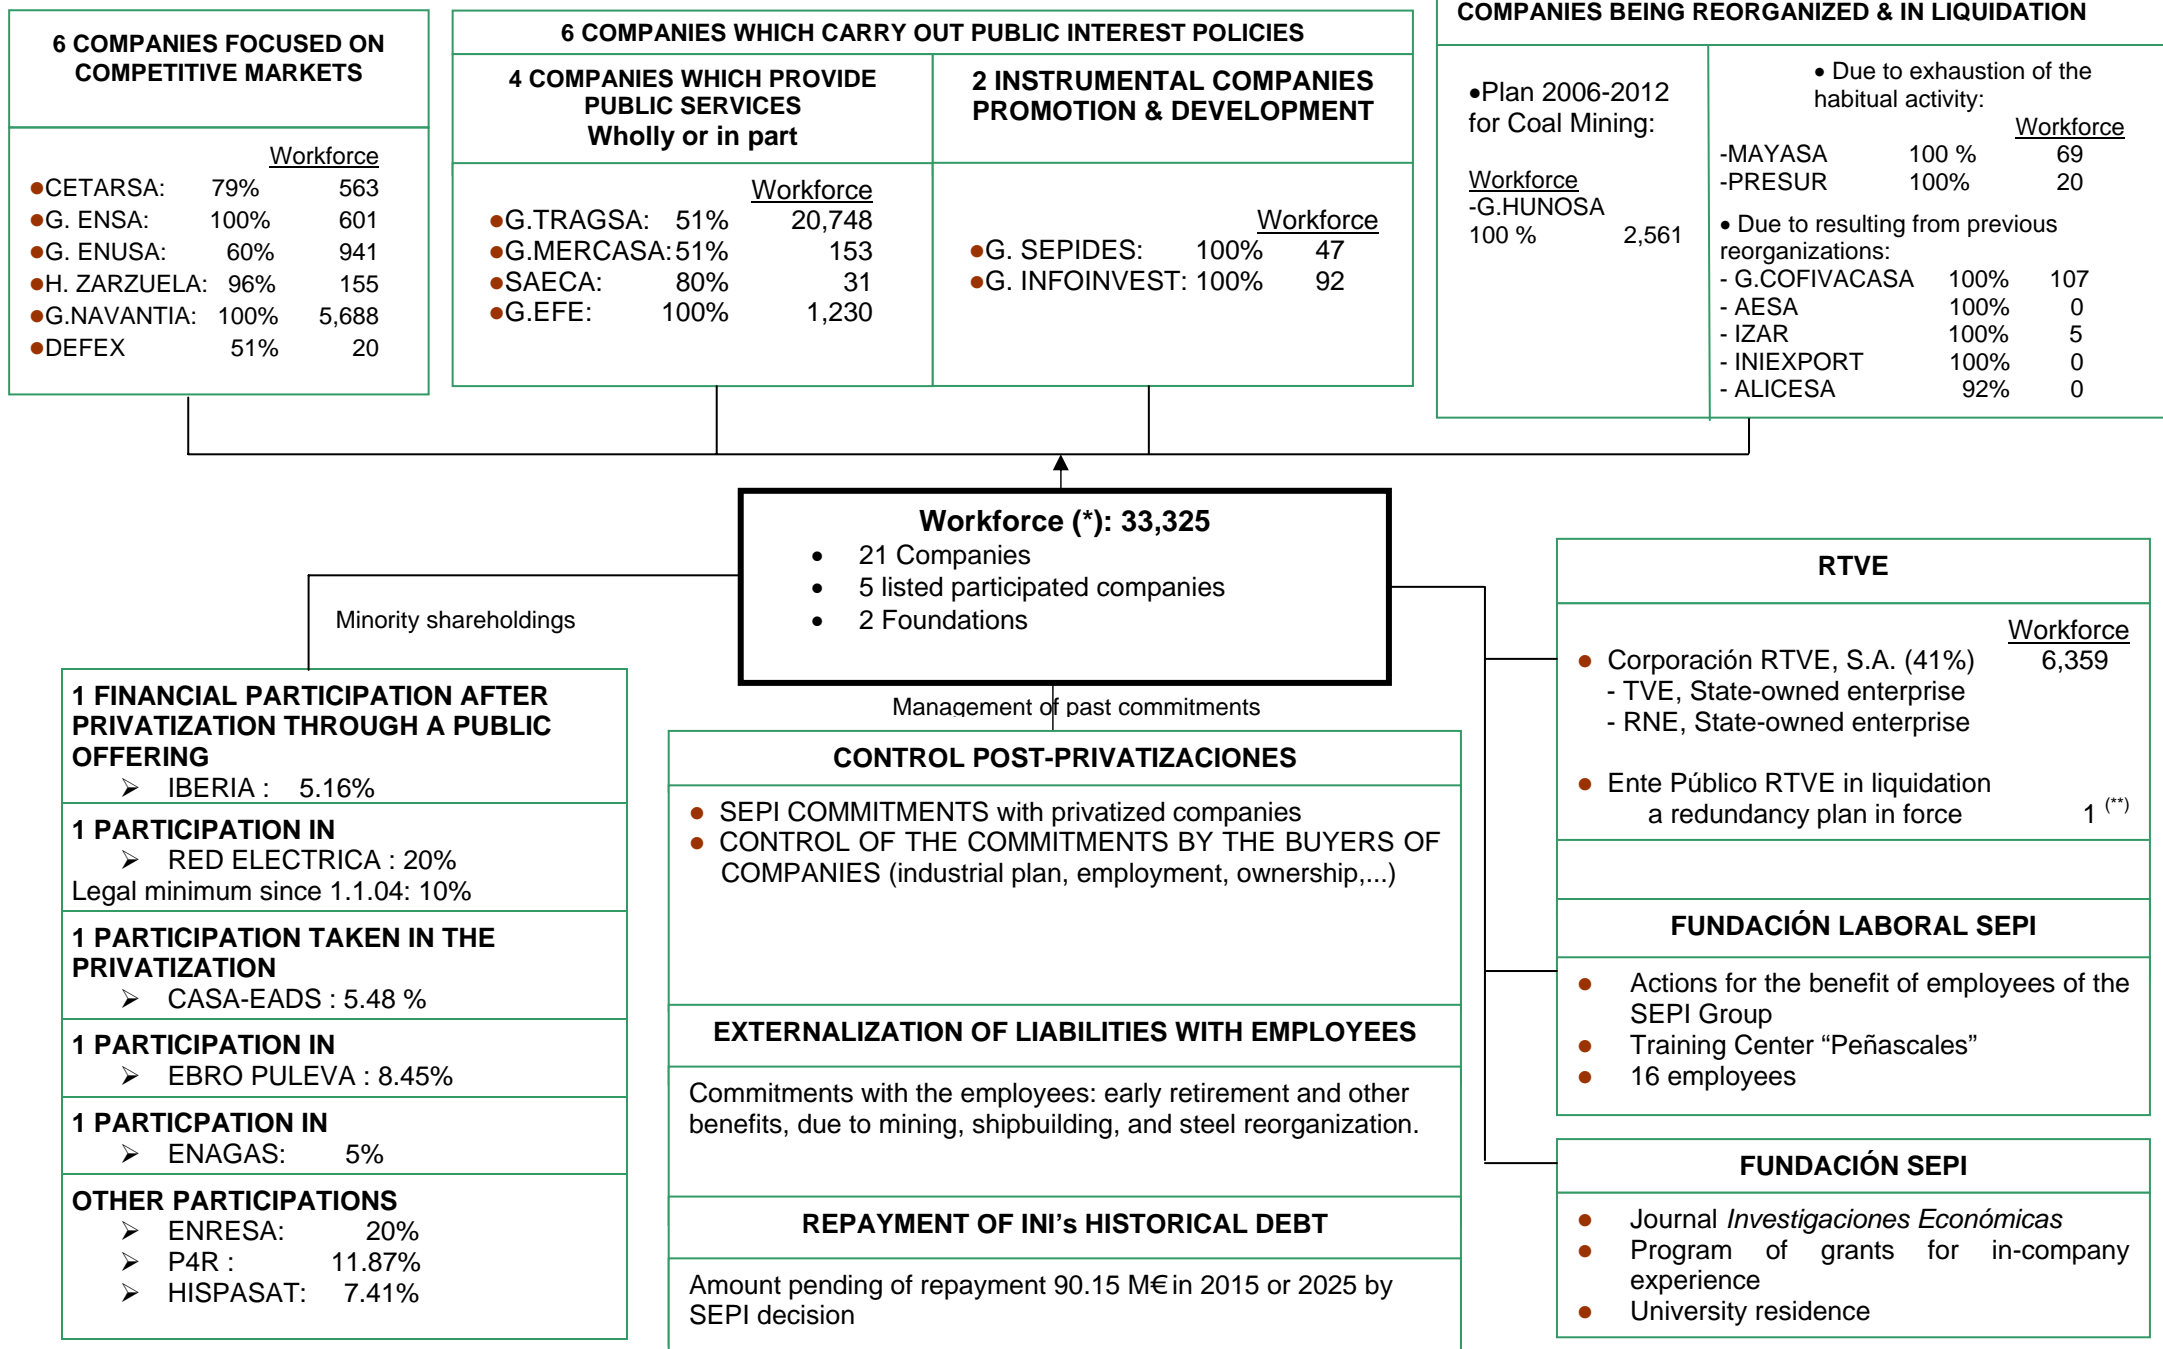 6 COMPANIES FOCUSED ON
COMPETITIVE MARKETS
Workforce
●CETARSA: 79% 563
●G. ENSA: 100% 601
●G. ENUSA: 60% 941
●H. ZARZUELA: 96% 155
●G.NAVANTIA: 100% 5,688
●DEFEX 51% 20
6 COMPANIES WHICH CARRY OUT PUBLIC INTEREST POLICIES
4 COMPANIES WHICH PROVIDE
PUBLIC SERVICES
Wholly or in part
Workforce
●G.TRAGSA: 51% 20,748
●G.MERCASA: 51% 153
●SAECA: 80% 31
●G.EFE: 100% 1,230
2 INSTRUMENTAL COMPANIES
PROMOTION & DEVELOPMENT
Workforce
●G. SEPIDES: 100% 47
●G. INFOINVEST: 100% 92
COMPANIES BEING REORGANIZED & IN LIQUIDATION
•Plan 2006-2012
for Coal Mining:
Workforce
-G.HUNOSA
100 % 2,561
• Due to exhaustion of the
habitual activity:
Workforce
-MAYASA 100 % 69
-PRESUR 100% 20
• Due to resulting from previous
reorganizations:
- G.COFIVACASA 100% 107
- AESA 100% 0
- IZAR 100% 5
- INIEXPORT 100% 0
- ALICESA 92% 0
Workforce (*): 33,325
• 21 Companies
• 5 listed participated companies
• 2 Foundations
Minority shareholdings
1 FINANCIAL PARTICIPATION AFTER
PRIVATIZATION THROUGH A PUBLIC
OFFERING
➢ IBERIA : 5.16%
1 PARTICIPATION IN
➢ RED ELECTRICA : 20%
Legal minimum since 1.1.04: 10%
1 PARTICIPATION TAKEN IN THE
PRIVATIZATION
➢ CASA-EADS : 5.48 %
1 PARTICIPATION IN
➢ EBRO PULEVA : 8.45%
1 PARTICPATION IN
➢ ENAGAS: 5%
OTHER PARTICIPATIONS
➢ ENRESA: 20%
➢ P4R : 11.87%
➢ HISPASAT: 7.41%
Management of past commitments
CONTROL POST-PRIVATIZACIONES
● SEPI COMMITMENTS with privatized companies
● CONTROL OF THE COMMITMENTS BY THE BUYERS OF
COMPANIES (industrial plan, employment, ownership,...)
EXTERNALIZATION OF LIABILITIES WITH EMPLOYEES
Commitments with the employees: early retirement and other
benefits, due to mining, shipbuilding, and steel reorganization.
REPAYMENT OF INI's HISTORICAL DEBT
Amount pending of repayment 90.15 M€ in 2015 or 2025 by
SEPI decision
RTVE
Workforce
● Corporación RTVE, S.A. (41%) 6,359
- TVE, State-owned enterprise
- RNE, State-owned enterprise
● Ente Público RTVE in liquidation
a redundancy plan in force 1 (**)
FUNDACIÓN LABORAL SEPI
● Actions for the benefit of employees of the
SEPI Group
● Training Center “Peñascales”
● 16 employees
FUNDACIÓN SEPI
● Journal Investigaciones Económicas
● Program of grants for in-company
experience
● University residence